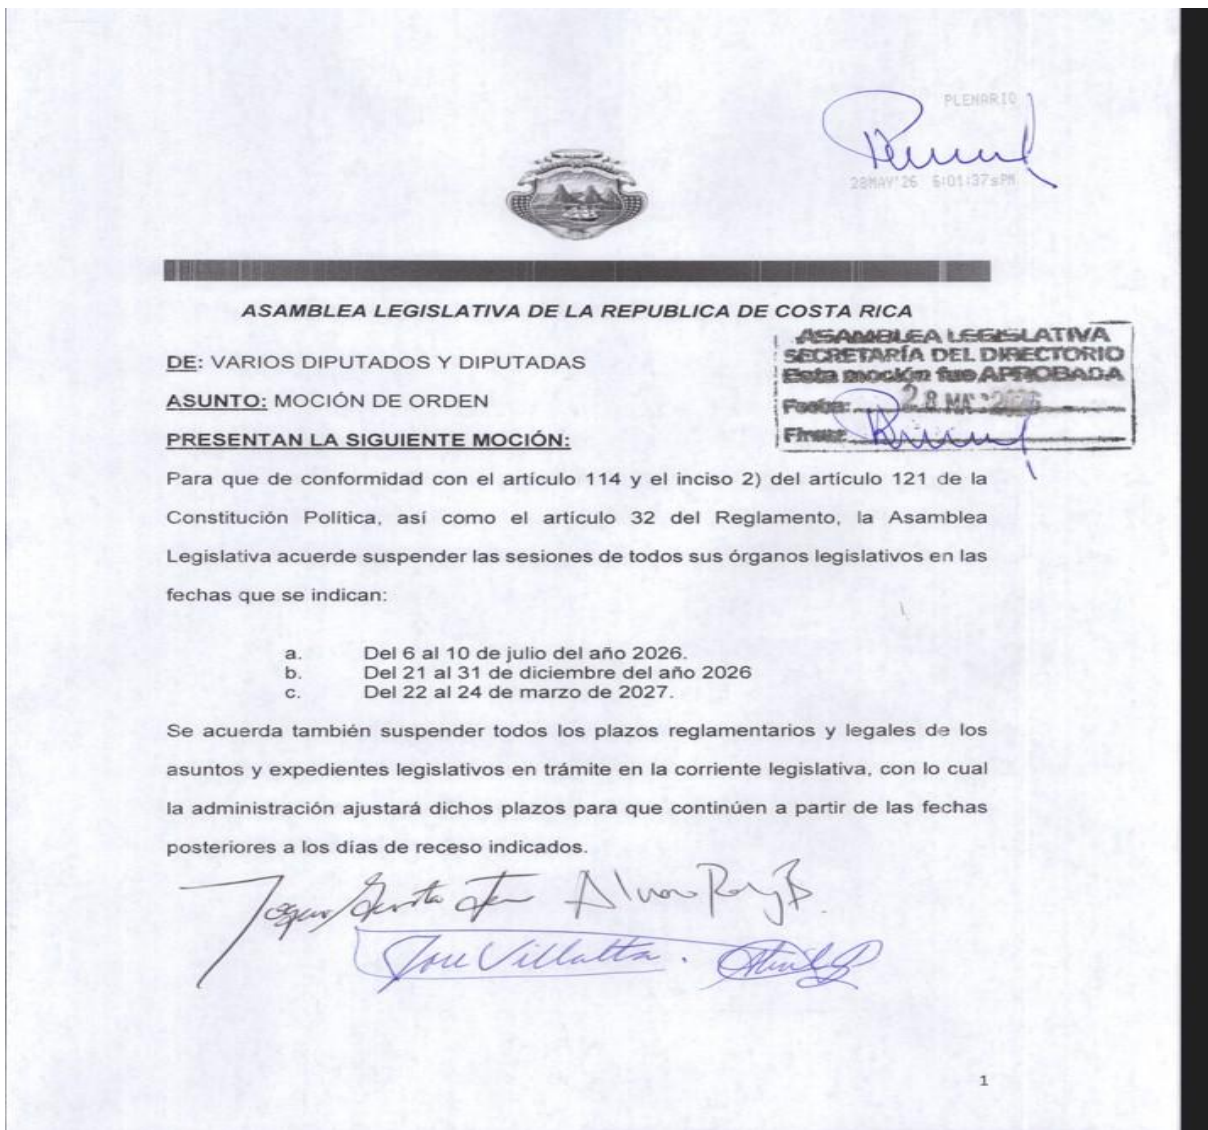 PLENARIO
28MAY'26 6:01:37sPM
ASAMBLEA LEGISLATIVA DE LA REPUBLICA DE COSTA RICA
ASAMBLEA LEGISLATIVA
SECRETARÍA DEL DIRECTORIO
Esta moción fue APROBADA
Fecha: 28 MA
Firma:
DE: VARIOS DIPUTADOS Y DIPUTADAS
ASUNTO: MOCIÓN DE ORDEN
PRESENTAN LA SIGUIENTE MOCIÓN:
Para que de conformidad con el artículo 114 y el inciso 2) del artículo 121 de la
Constitución Política, así como el artículo 32 del Reglamento, la Asamblea
Legislativa acuerde suspender las sesiones de todos sus órganos legislativos en las
fechas que se indican:
a. Del 6 al 10 de julio del año 2026.
b. Del 21 al 31 de diciembre del año 2026
c. Del 22 al 24 de marzo de 2027.
Se acuerda también suspender todos los plazos reglamentarios y legales de los
asuntos y expedientes legislativos en trámite en la corriente legislativa, con lo cual
la administración ajustará dichos plazos para que continúen a partir de las fechas
posteriores a los días de receso indicados.
Jose Villalta.
1